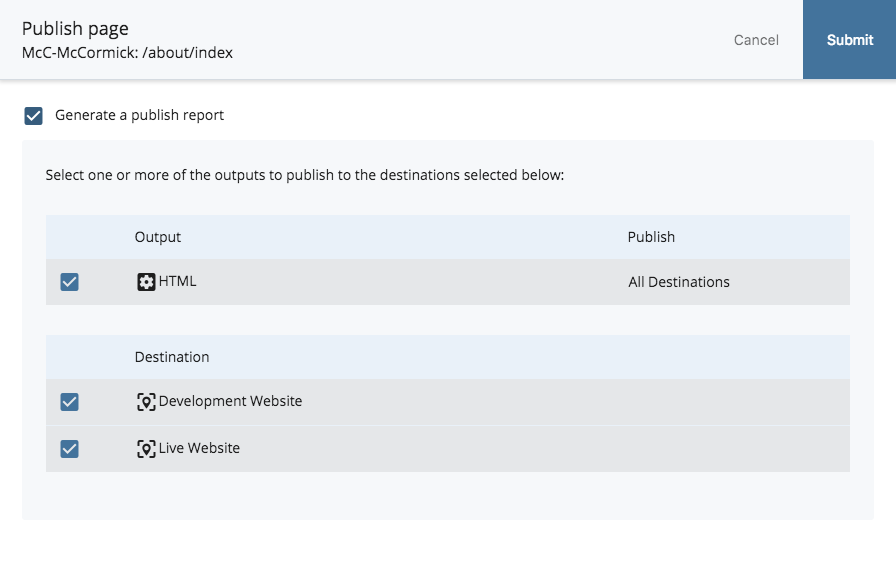 Publish page
McC-McCormick: /about/index
Cancel
Submit
Generate a publish report
Select one or more of the outputs to publish to the destinations selected below:
Output Publish
HTML All Destinations
Destination
Development Website
Live Website